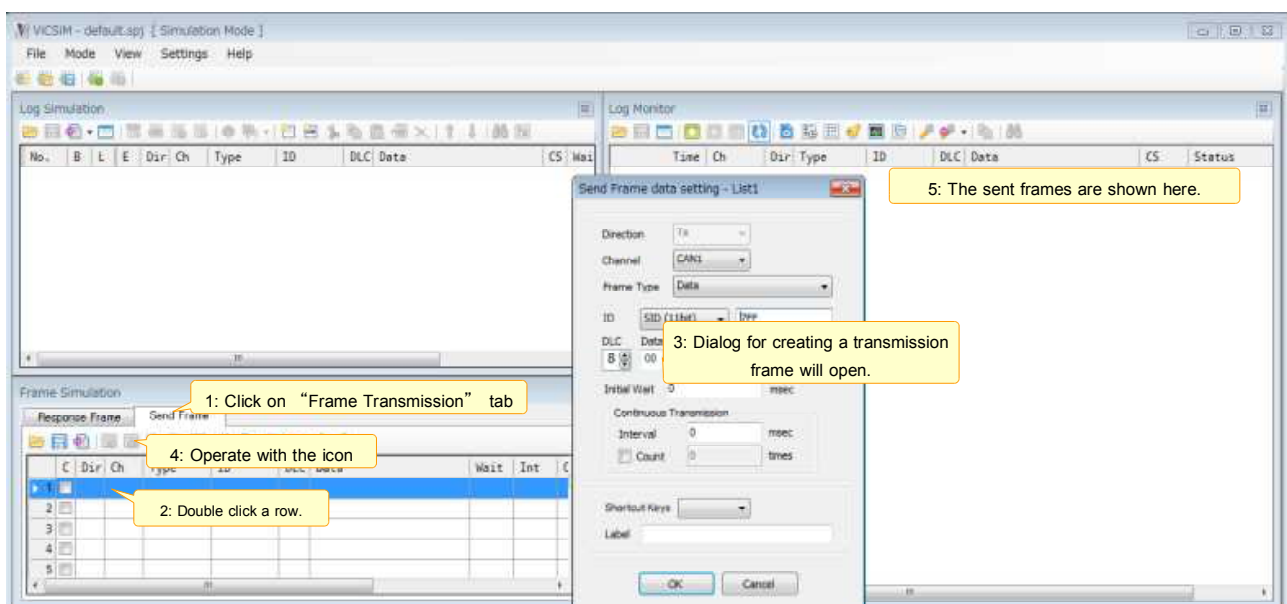 VICSiM - default.spj [ Simulation Mode ]
File Mode View Settings Help
Log Simulation
Log Monitor
No. B L E Dir Ch Type ID DLC Data CS Wai
Time Ch Dir Type ID DLC Data CS Status
5: The sent frames are shown here.
Send Frame data setting - List1
Direction Tx
Channel CAN1
Frame Type Data
ID SID (11bit)
DLC Data
8 00
3: Dialog for creating a transmission
frame will open.
Initial Wait 0 msec
Continuous Transmission
Interval 0 msec
Count 0 times
Shortcut Keys
Label
OK Cancel
Frame Simulation
1: Click on “Frame Transmission” tab
Response Frame Send Frame
4: Operate with the icon
C Dir Ch Type ID DLC Data Wait Int C
1
2: Double click a row.
2
3
4
5